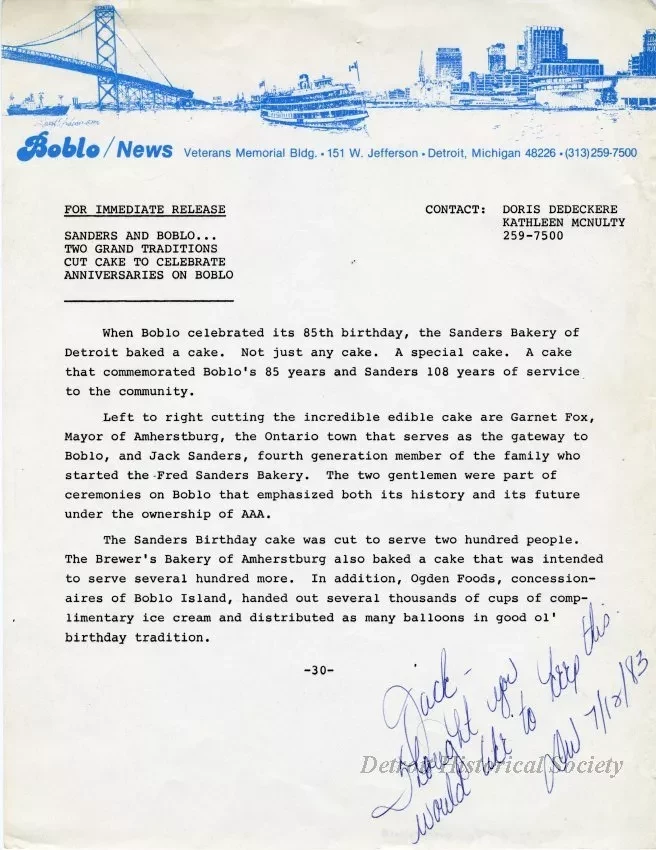 Boblo / News Veterans Memorial Bldg. • 151 W. Jefferson • Detroit, Michigan 48226 • (313) 259-7500
FOR IMMEDIATE RELEASE
CONTACT: DORIS DEDECKERE
KATHLEEN MCNULTY
259-7500
SANDERS AND BOBLO...
TWO GRAND TRADITIONS
CUT CAKE TO CELEBRATE
ANNIVERSARIES ON BOBLO
When Boblo celebrated its 85th birthday, the Sanders Bakery of
Detroit baked a cake. Not just any cake. A special cake. A cake
that commemorated Boblo's 85 years and Sanders 108 years of service
to the community.
Left to right cutting the incredible edible cake are Garnet Fox,
Mayor of Amherstburg, the Ontario town that serves as the gateway to
Boblo, and Jack Sanders, fourth generation member of the family who
started the Fred Sanders Bakery. The two gentlemen were part of
ceremonies on Boblo that emphasized both its history and its future
under the ownership of AAA.
The Sanders Birthday cake was cut to serve two hundred people.
The Brewer's Bakery of Amherstburg also baked a cake that was intended
to serve several hundred more. In addition, Ogden Foods, concession-
aires of Boblo Island, handed out several thousands of cups of comp-
limentary ice cream and distributed as many balloons in good ol'
birthday tradition.
-30-
Jack -
Thought you
would like to keep this.
7/12/83
Detroit Historical Society